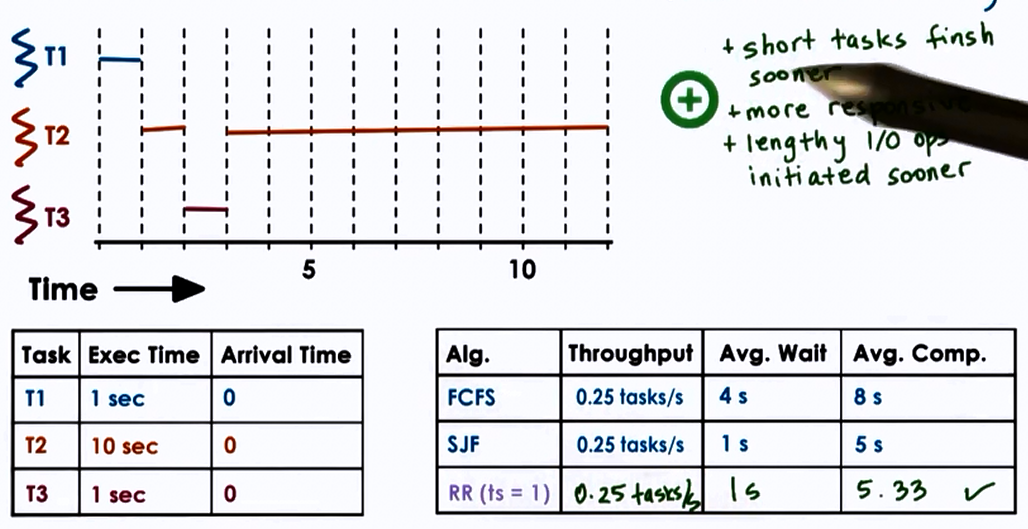 T1
T2
T3
5 10
Time
+ short tasks finsh
sooner
+ more responsive
+ lengthy I/O ops
initiated sooner
Task Exec Time Arrival Time
T1 1 sec 0
T2 10 sec 0
T3 1 sec 0
Alg. Throughput Avg. Wait Avg. Comp.
FCFS 0.25 tasks/s 4 s 8 s
SJF 0.25 tasks/s 1 s 5 s
RR (ts = 1) 0.25 tasks/s 1s 5.33 ✓